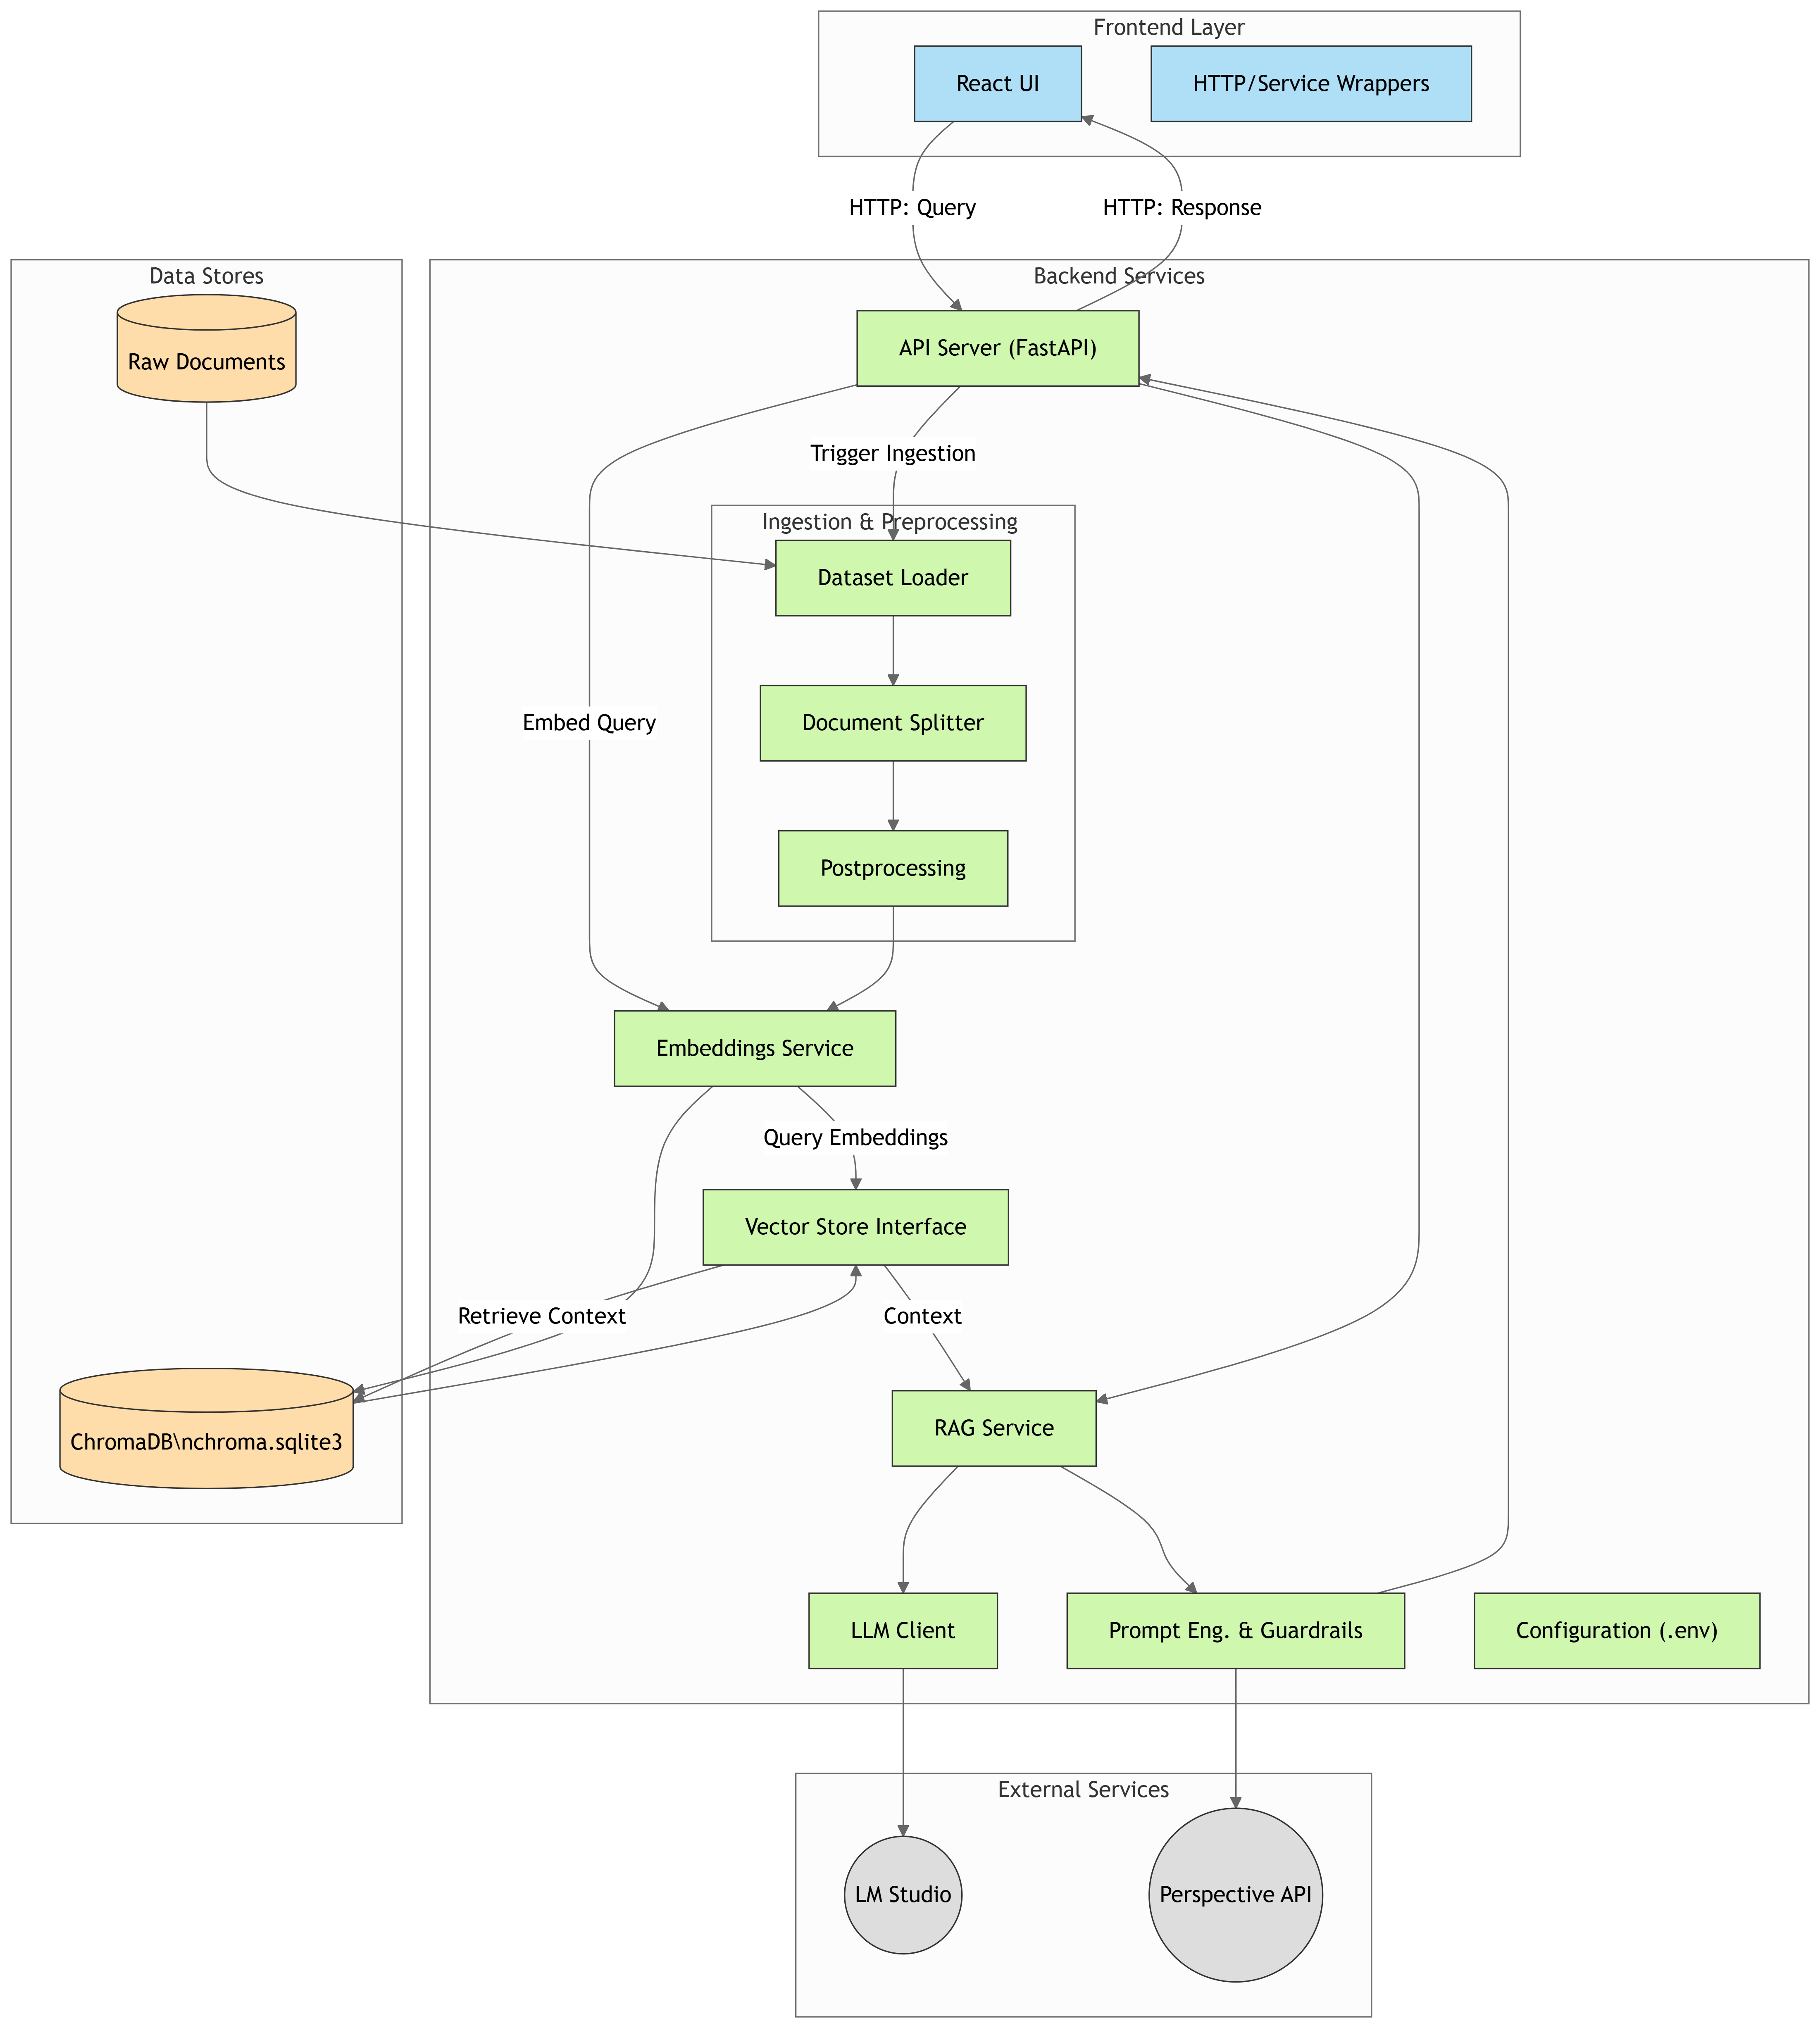 Frontend Layer
React UI
HTTP/Service Wrappers
HTTP: Query
HTTP: Response
Data Stores
Backend Services
Raw Documents
API Server (FastAPI)
Trigger Ingestion
Ingestion & Preprocessing
Dataset Loader
Embed Query
Document Splitter
Postprocessing
Embeddings Service
Query Embeddings
Vector Store Interface
Retrieve Context
Context
ChromaDB\nchroma.sqlite3
RAG Service
LLM Client
Prompt Eng. & Guardrails
Configuration (.env)
External Services
LM Studio
Perspective API